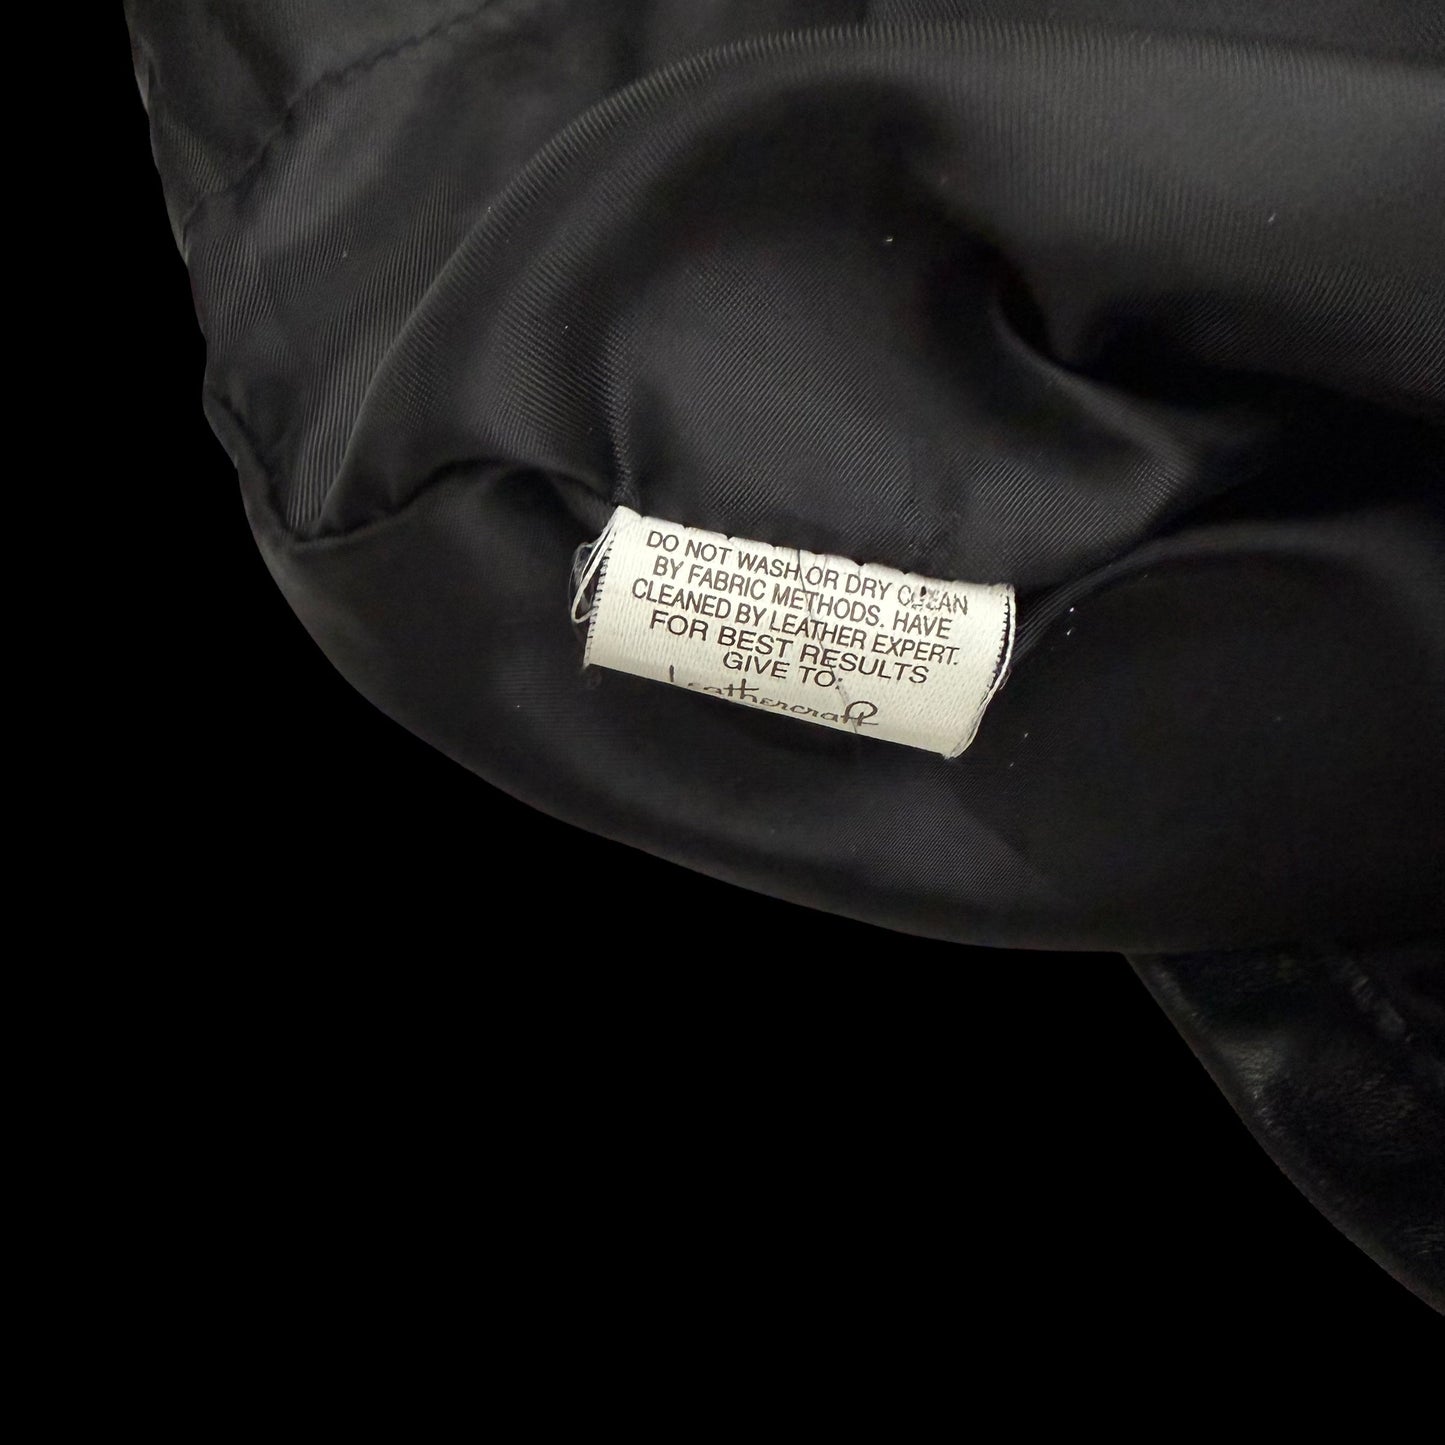 DO NOT WASH OR DRY CLEAN
BY FABRIC METHODS. HAVE
CLEANED BY LEATHER EXPERT.
FOR BEST RESULTS
GIVE TO:
Leathercraft